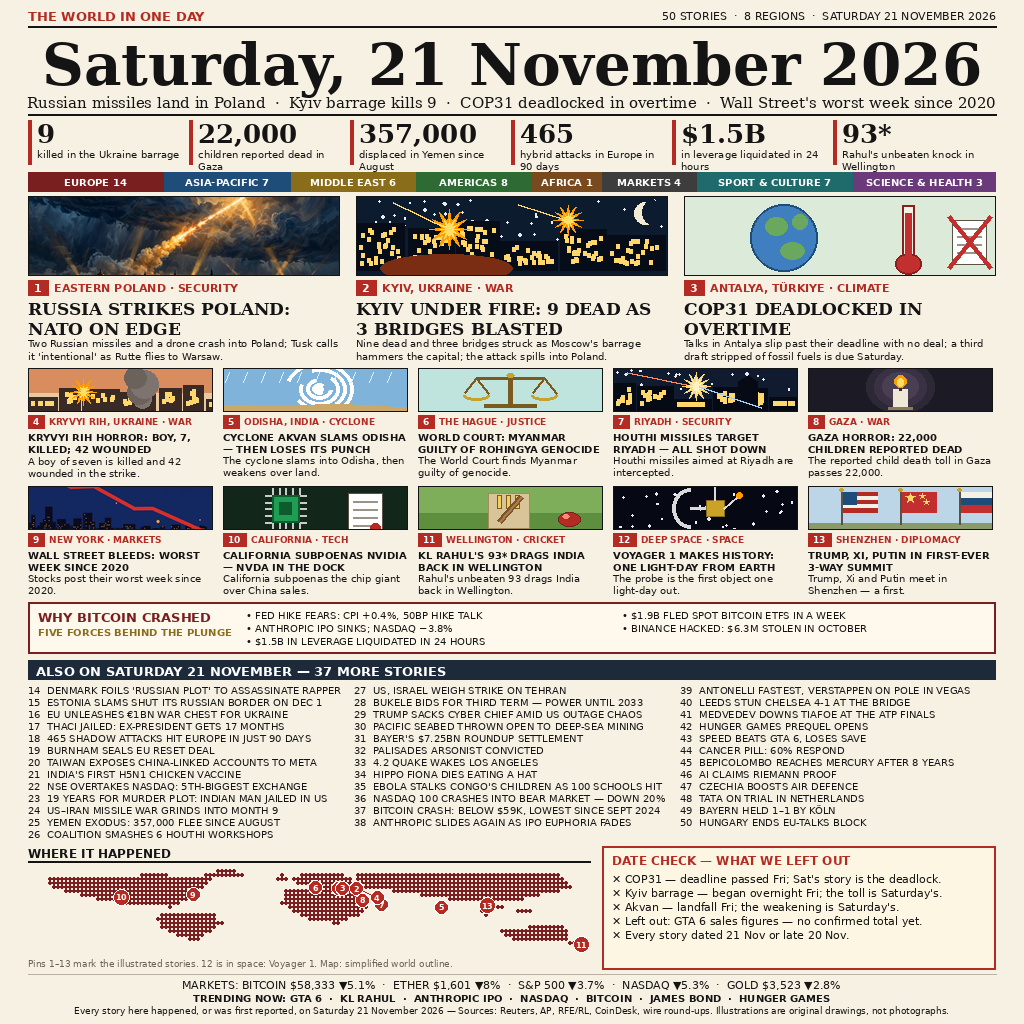 THE WORLD IN ONE DAY
50 STORIES · 8 REGIONS · SATURDAY 21 NOVEMBER 2026
Saturday, 21 November 2026
Russian missiles land in Poland · Kyiv barrage kills 9 · COP31 deadlocked in overtime · Wall Street's worst week since 2020
9
killed in the Ukraine barrage
22,000
children reported dead in
Gaza
357,000
displaced in Yemen since
August
465
hybrid attacks in Europe in
90 days
$1.5B
in leverage liquidated in 24
hours
93*
Rahul's unbeaten knock in
Wellington
EUROPE 14
ASIA-PACIFIC 7
MIDDLE EAST 6
AMERICAS 8
AFRICA 1
MARKETS 4
SPORT & CULTURE 7
SCIENCE & HEALTH 3
1 EASTERN POLAND · SECURITY
RUSSIA STRIKES POLAND:
NATO ON EDGE
Two Russian missiles and a drone crash into Poland; Tusk calls
it 'intentional' as Rutte flies to Warsaw.
2 KYIV, UKRAINE · WAR
KYIV UNDER FIRE: 9 DEAD AS
3 BRIDGES BLASTED
Nine dead and three bridges struck as Moscow's barrage
hammers the capital; the attack spills into Poland.
3 ANTALYA, TÜRKIYE · CLIMATE
COP31 DEADLOCKED IN
OVERTIME
Talks in Antalya slip past their deadline with no deal; a third
draft stripped of fossil fuels is due Saturday.
4 KRYVYI RIH, UKRAINE · WAR
KRYVYI RIH HORROR: BOY, 7,
KILLED; 42 WOUNDED
A boy of seven is killed and 42
wounded in the strike.
5 ODISHA, INDIA · CYCLONE
CYCLONE AKVAN SLAMS ODISHA
— THEN LOSES ITS PUNCH
The cyclone slams into Odisha, then
weakens over land.
6 THE HAGUE · JUSTICE
WORLD COURT: MYANMAR
GUILTY OF ROHINGYA GENOCIDE
The World Court finds Myanmar
guilty of genocide.
7 RIYADH · SECURITY
HOUTHI MISSILES TARGET
RIYADH — ALL SHOT DOWN
Houthi missiles aimed at Riyadh are
intercepted.
8 GAZA · WAR
GAZA HORROR: 22,000
CHILDREN REPORTED DEAD
The reported child death toll in Gaza
passes 22,000.
9 NEW YORK · MARKETS
WALL STREET BLEEDS: WORST
WEEK SINCE 2020
Stocks post their worst week since
2020.
10 CALIFORNIA · TECH
CALIFORNIA SUBPOENAS NVIDIA
— NVDA IN THE DOCK
California subpoenas the chip giant
over China sales.
11 WELLINGTON · CRICKET
KL RAHUL'S 93* DRAGS INDIA
BACK IN WELLINGTON
Rahul's unbeaten 93 drags India
back in Wellington.
12 DEEP SPACE · SPACE
VOYAGER 1 MAKES HISTORY:
ONE LIGHT-DAY FROM EARTH
The probe is the first object one
light-day out.
13 SHENZHEN · DIPLOMACY
TRUMP, XI, PUTIN IN FIRST-EVER
3-WAY SUMMIT
Trump, Xi and Putin meet in
Shenzhen — a first.
WHY BITCOIN CRASHED
FIVE FORCES BEHIND THE PLUNGE
• FED HIKE FEARS: CPI +0.4%, 50BP HIKE TALK
• ANTHROPIC IPO SINKS; NASDAQ −3.8%
• $1.5B IN LEVERAGE LIQUIDATED IN 24 HOURS
• $1.9B FLED SPOT BITCOIN ETFS IN A WEEK
• BINANCE HACKED: $6.3M STOLEN IN OCTOBER
ALSO ON SATURDAY 21 NOVEMBER — 37 MORE STORIES
14 DENMARK FOILS 'RUSSIAN PLOT' TO ASSASSINATE RAPPER
15 ESTONIA SLAMS SHUT ITS RUSSIAN BORDER ON DEC 1
16 EU UNLEASHES €1BN WAR CHEST FOR UKRAINE
17 THACI JAILED: EX-PRESIDENT GETS 17 MONTHS
18 465 SHADOW ATTACKS HIT EUROPE IN JUST 90 DAYS
19 BURNHAM SEALS EU RESET DEAL
20 TAIWAN EXPOSES CHINA-LINKED ACCOUNTS TO META
21 INDIA'S FIRST H5N1 CHICKEN VACCINE
22 NSE OVERTAKES NASDAQ: 5TH-BIGGEST EXCHANGE
23 19 YEARS FOR MURDER PLOT: INDIAN MAN JAILED IN US
24 US–IRAN MISSILE WAR GRINDS INTO MONTH 9
25 YEMEN EXODUS: 357,000 FLEE SINCE AUGUST
26 COALITION SMASHES 6 HOUTHI WORKSHOPS
27 US, ISRAEL WEIGH STRIKE ON TEHRAN
28 BUKELE BIDS FOR THIRD TERM — POWER UNTIL 2033
29 TRUMP SACKS CYBER CHIEF AMID US OUTAGE CHAOS
30 PACIFIC SEABED THROWN OPEN TO DEEP-SEA MINING
31 BAYER'S $7.25BN ROUNDUP SETTLEMENT
32 PALISADES ARSONIST CONVICTED
33 4.2 QUAKE WAKES LOS ANGELES
34 HIPPO FIONA DIES EATING A HAT
35 EBOLA STALKS CONGO'S CHILDREN AS 100 SCHOOLS HIT
36 NASDAQ 100 CRASHES INTO BEAR MARKET — DOWN 20%
37 BITCOIN CRASH: BELOW $59K, LOWEST SINCE SEPT 2024
38 ANTHROPIC SLIDES AGAIN AS IPO EUPHORIA FADES
39 ANTONELLI FASTEST, VERSTAPPEN ON POLE IN VEGAS
40 LEEDS STUN CHELSEA 4-1 AT THE BRIDGE
41 MEDVEDEV DOWNS TIAFOE AT THE ATP FINALS
42 HUNGER GAMES PREQUEL OPENS
43 SPEED BEATS GTA 6, LOSES SAVE
44 CANCER PILL: 60% RESPOND
45 BEPICOLOMBO REACHES MERCURY AFTER 8 YEARS
46 AI CLAIMS RIEMANN PROOF
47 CZECHIA BOOSTS AIR DEFENCE
48 TATA ON TRIAL IN NETHERLANDS
49 BAYERN HELD 1–1 BY KÖLN
50 HUNGARY ENDS EU-TALKS BLOCK
WHERE IT HAPPENED
10
9
6
3
2
8
4
7
5
13
11
Pins 1–13 mark the illustrated stories. 12 is in space: Voyager 1. Map: simplified world outline.
DATE CHECK — WHAT WE LEFT OUT
✕ COP31 — deadline passed Fri; Sat's story is the deadlock.
✕ Kyiv barrage — began overnight Fri; the toll is Saturday's.
✕ Akvan — landfall Fri; the weakening is Saturday's.
✕ Left out: GTA 6 sales figures — no confirmed total yet.
✕ Every story dated 21 Nov or late 20 Nov.
MARKETS: BITCOIN $58,333 ▼5.1% · ETHER $1,601 ▼8% · S&P 500 ▼3.7% · NASDAQ ▼5.3% · GOLD $3,523 ▼2.8%
TRENDING NOW: GTA 6 · KL RAHUL · ANTHROPIC IPO · NASDAQ · BITCOIN · JAMES BOND · HUNGER GAMES
Every story here happened, or was first reported, on Saturday 21 November 2026 — Sources: Reuters, AP, RFE/RL, CoinDesk, wire round-ups. Illustrations are original drawings, not photographs.